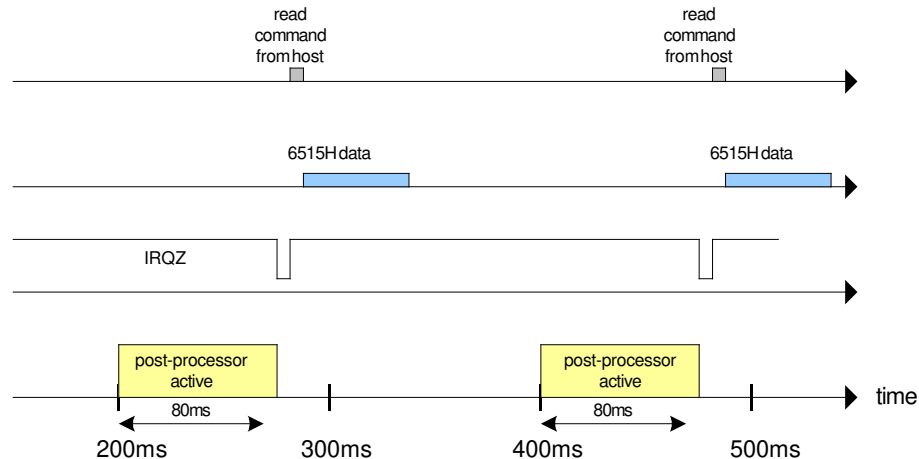 read
command
from host
read
command
from host
6515H data
6515H data
IRQZ
post-processor
active
post-processor
active
time
80ms
80ms
200ms
300ms
400ms
500ms